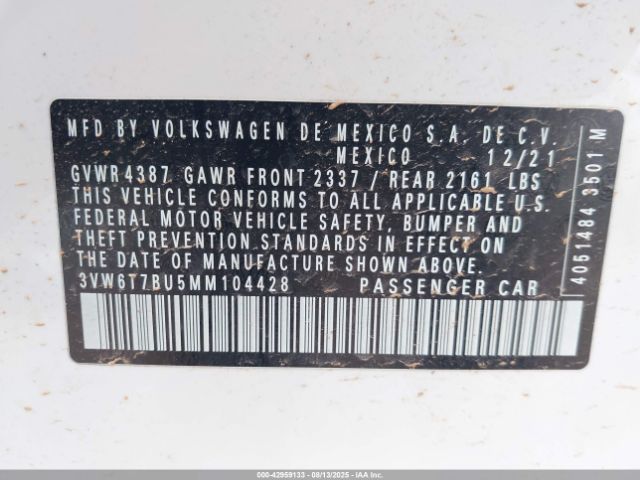 MFD BY VOLKSWAGEN DE MEXICO S.A. DE C.V.
MEXICO 12/21
GVWR 4387 GAWR FRONT 2337 / REAR 2161 LBS
THIS VEHICLE CONFORMS TO ALL APPLICABLE U.S.
FEDERAL MOTOR VEHICLE SAFETY, BUMPER AND
THEFT PREVENTION STANDARDS IN EFFECT ON
THE DATE OF MANUFACTURE SHOWN ABOVE.
3VW6T7BU5MM104428 PASSENGER CAR
4051484 3501 M
000-42959133 - 08/13/2025 - IAAI.COM